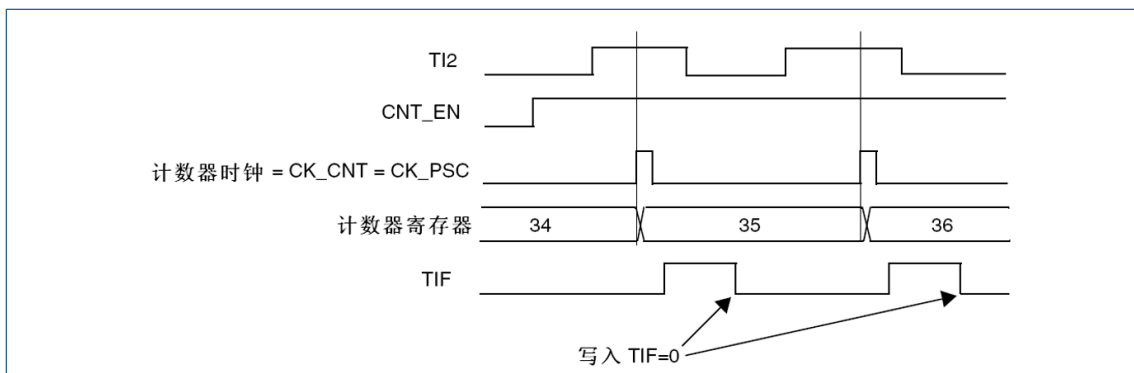 TI2
CNT_EN
计数器时钟 = CK_CNT = CK_PSC
计数器寄存器 34 35 36
TIF
写入 TIF=0